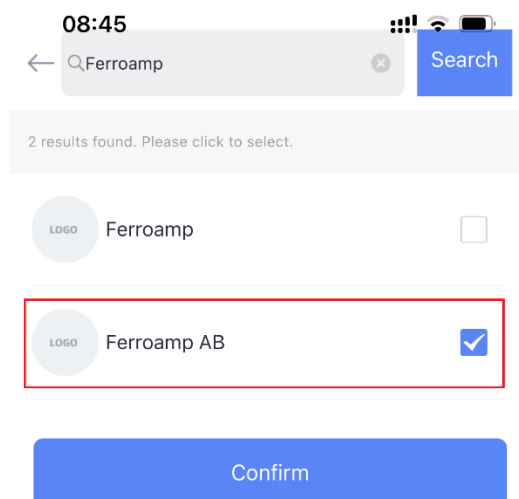 08:45
Ferroamp
Search
2 results found. Please click to select.
LOGO Ferroamp
LOGO Ferroamp AB
Confirm